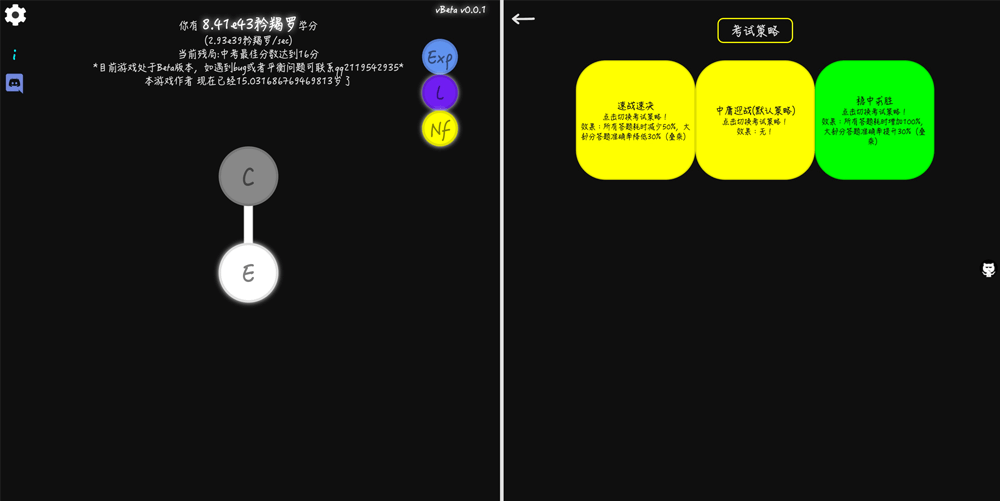 vBeta v0.0.1
你有 8.41e43矜羯罗 学分
(2.93e39矜羯罗/sec)
当前残局:中考最佳分数达到16分
*目前游戏处于Beta版本，如遇到bug或者平衡问题可联系qq2119542935*
本游戏作者 现在已经15.031686769469813岁了
i
Exp
L
Nf
C
E
考试策略
速战速决
点击切换考试策略！
效果：所有答题耗时减少50%，大
部分答题准确率降低30%（叠乘）
中庸迎战(默认策略)
点击切换考试策略！
效果：无！
稳中求胜
点击切换考试策略！
效果：所有答题耗时增加100%，
大部分答题准确率提升30%（叠
乘）